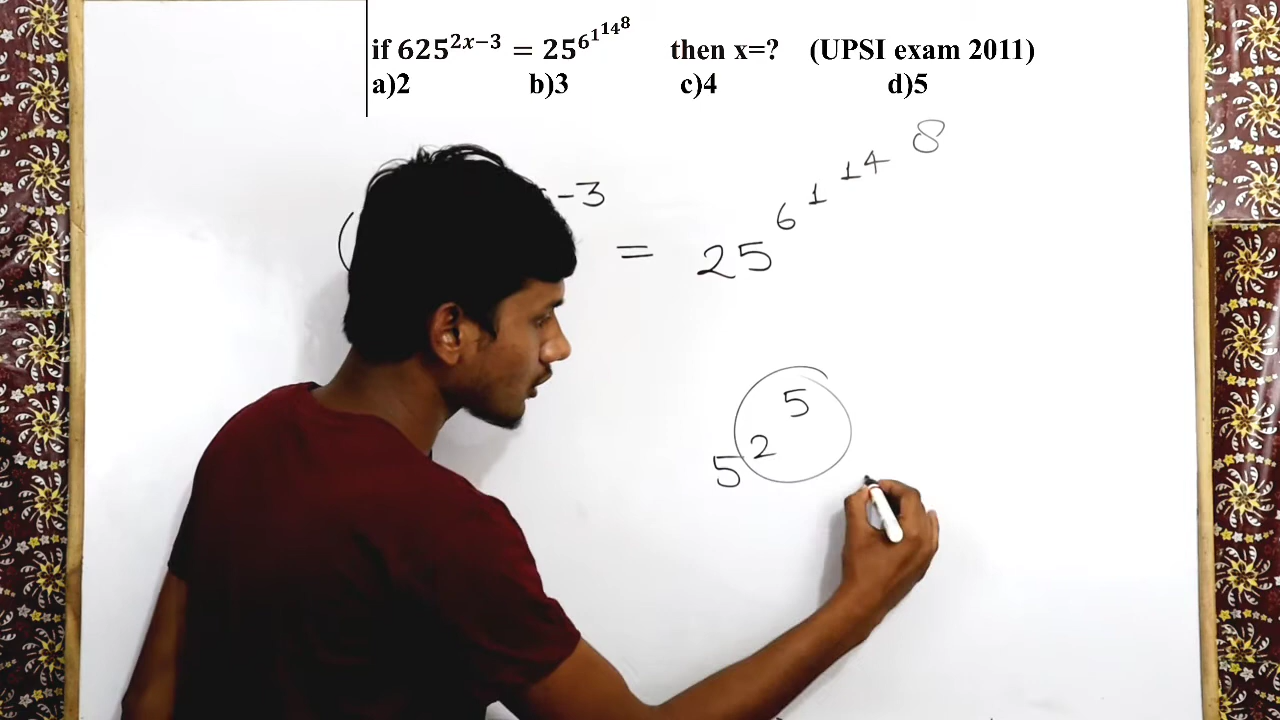 if 625^{2x-3} = 25^{6^{1^{14^{8}}}} then x=? (UPSI exam 2011)
a)2 b)3 c)4 d)5
( -3 = 25^{6^{1^{14^{8}}}}
5^{2^{5}}